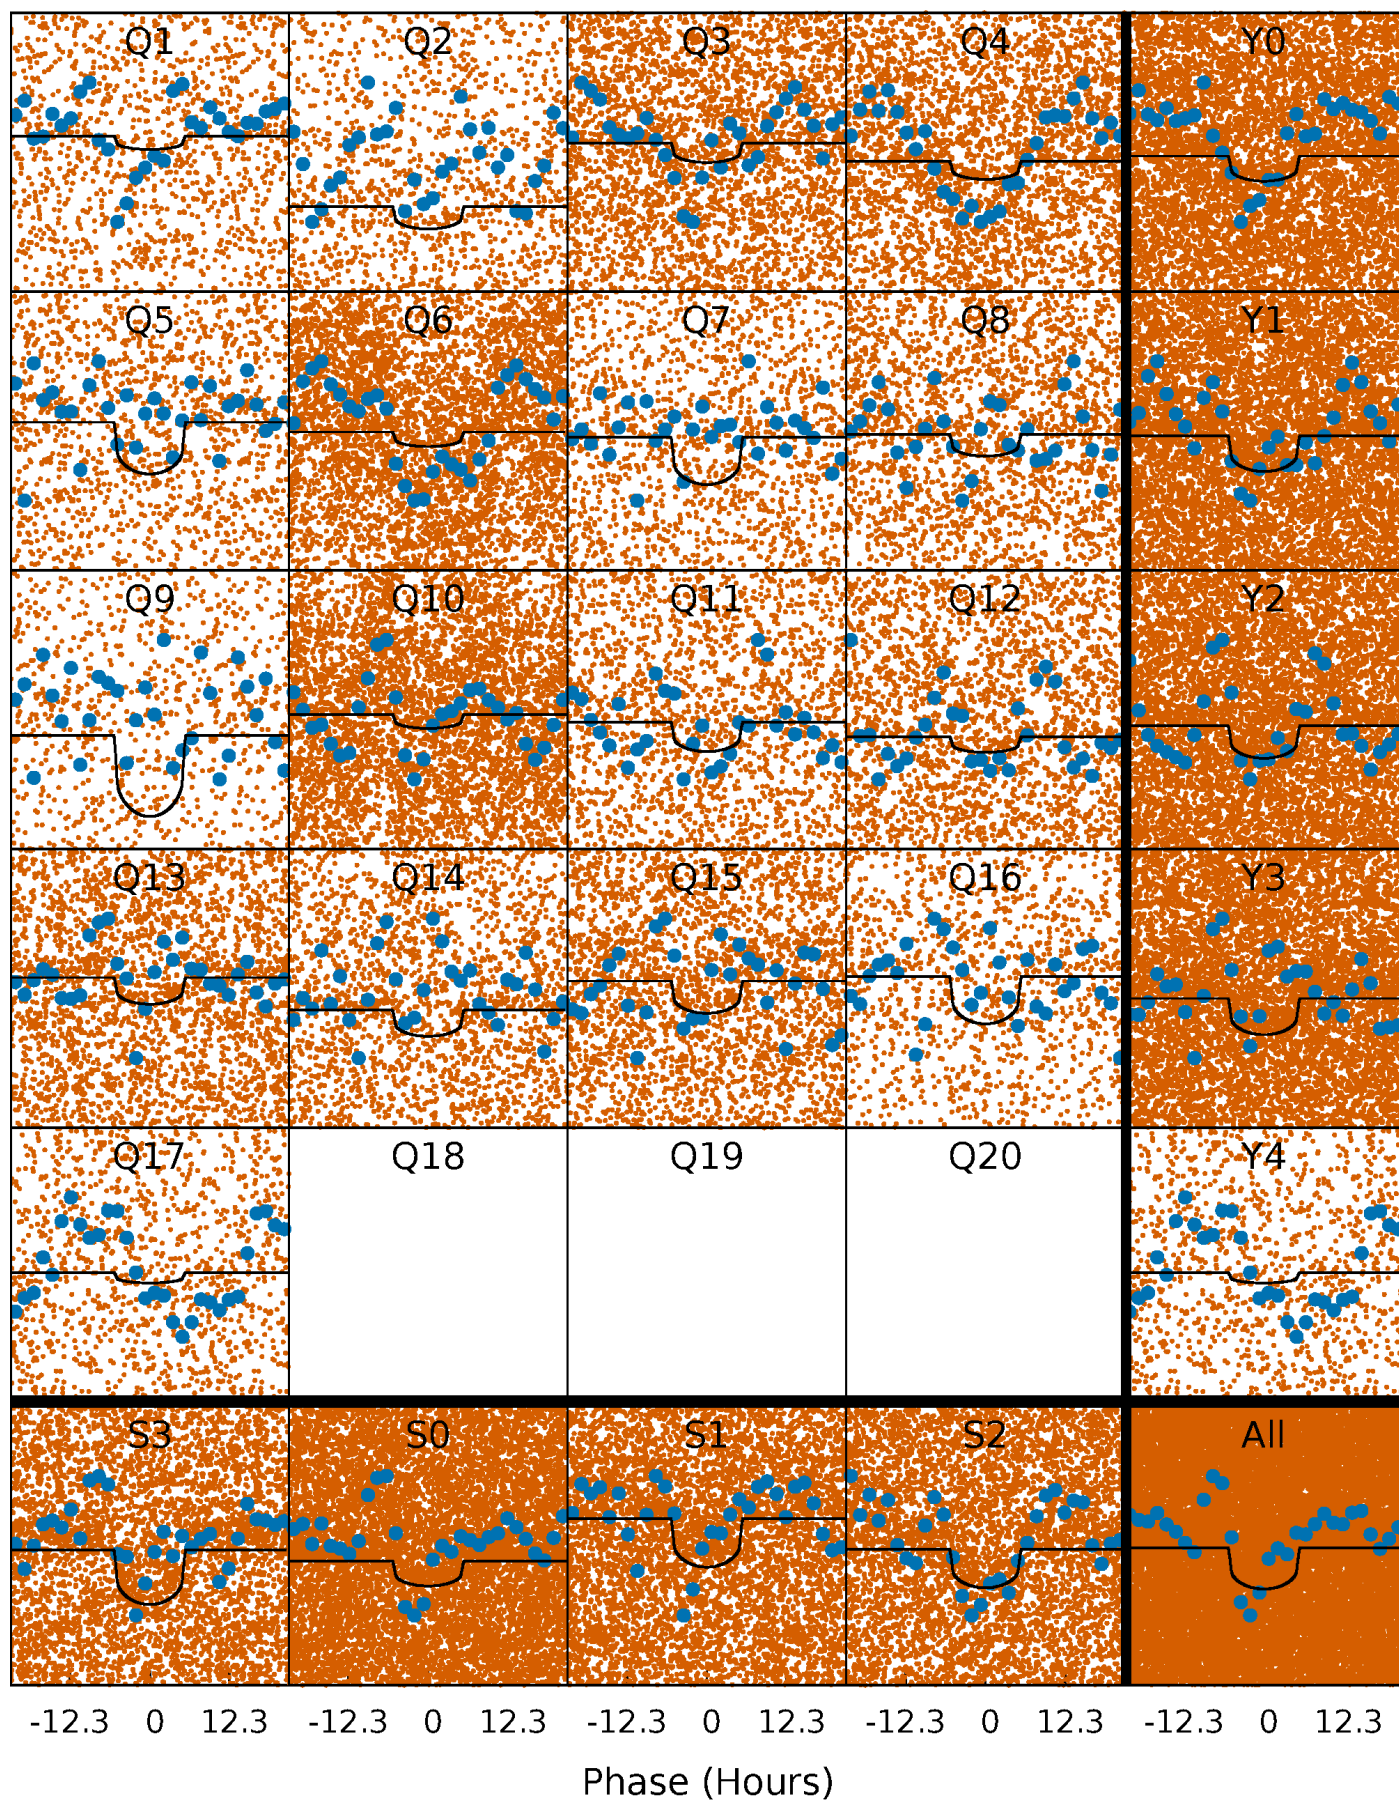 Q1 Q2 Q3 Q4 Y0
Q5 Q6 Q7 Q8 Y1
Q9 Q10 Q11 Q12 Y2
Q13 Q14 Q15 Q16 Y3
Q17 Q18 Q19 Q20 Y4
S3 S0 S1 S2 All
-12.3 0 12.3 -12.3 0 12.3 -12.3 0 12.3 -12.3 0 12.3 -12.3 0 12.3
Phase (Hours)